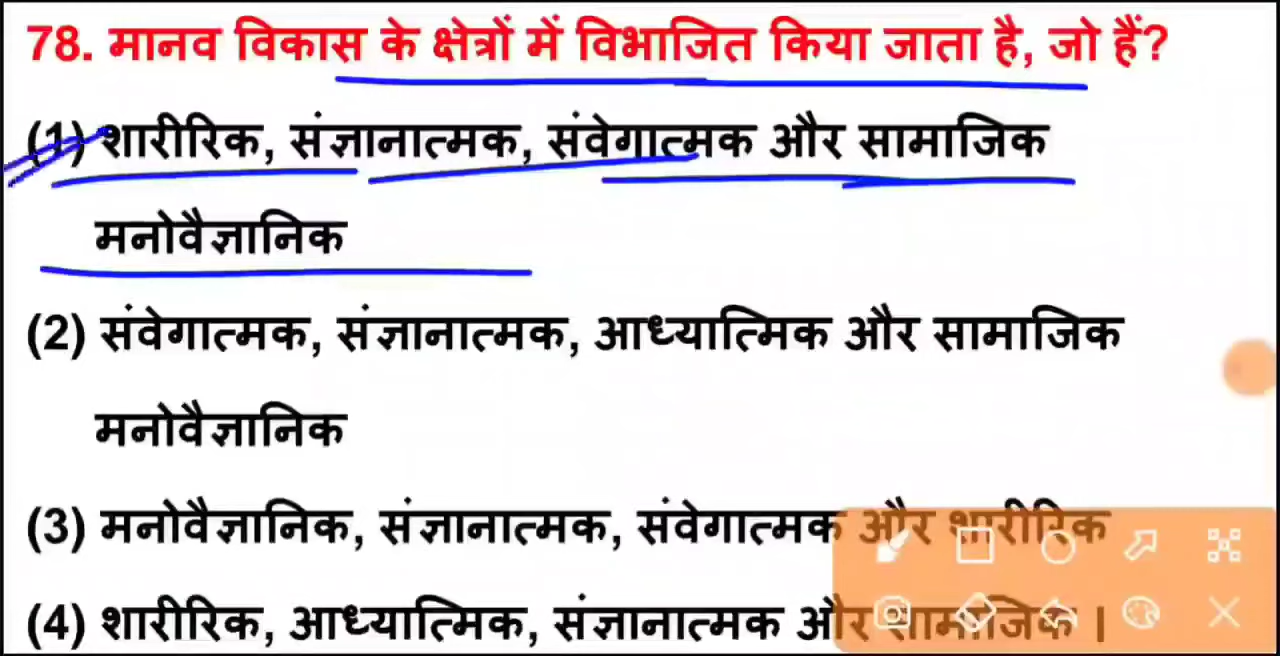 78. मानव विकास के क्षेत्रों में विभाजित किया जाता है, जो हैं?
(1) शारीरिक, संज्ञानात्मक, संवेगात्मक और सामाजिक
मनोवैज्ञानिक
(2) संवेगात्मक, संज्ञानात्मक, आध्यात्मिक और सामाजिक
मनोवैज्ञानिक
(3) मनोवैज्ञानिक, संज्ञानात्मक, संवेगात्मक और शारीरिक
(4) शारीरिक, आध्यात्मिक, संज्ञानात्मक और सामाजिक ।